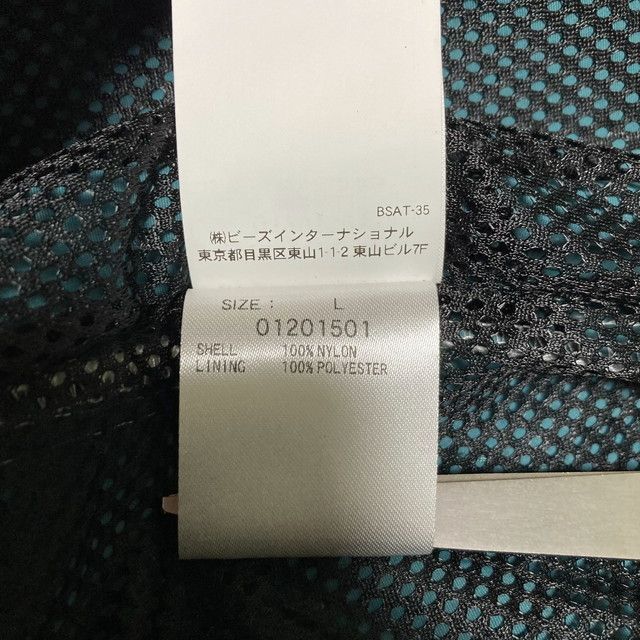 BSAT-35
㈱ビーズインターナショナル
東京都目黒区東山1-1-2 東山ビル7F
SIZE : L
01201501
SHELL 100% NYLON
LINING 100% POLYESTER